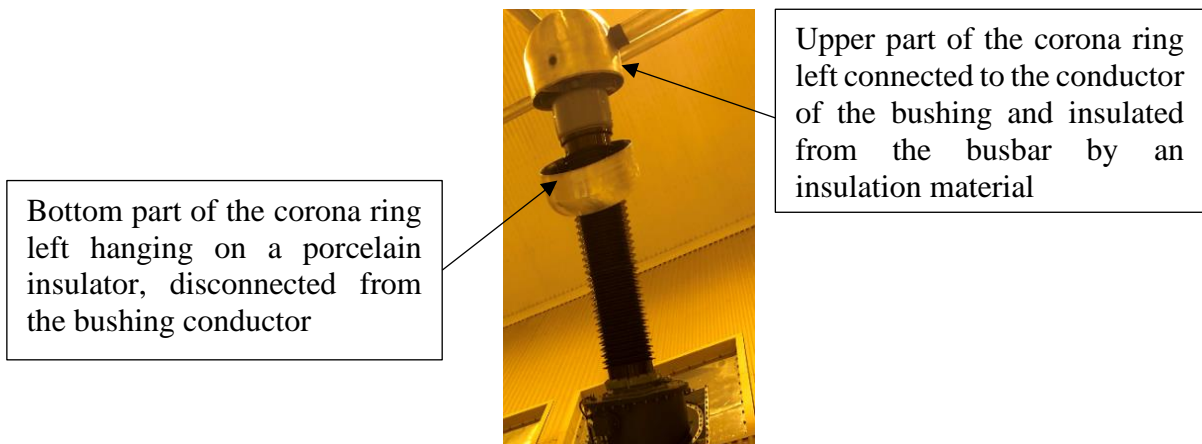 Upper part of the corona ring
left connected to the conductor
of the bushing and insulated
from the busbar by an
insulation material
Bottom part of the corona ring
left hanging on a porcelain
insulator, disconnected from
the bushing conductor